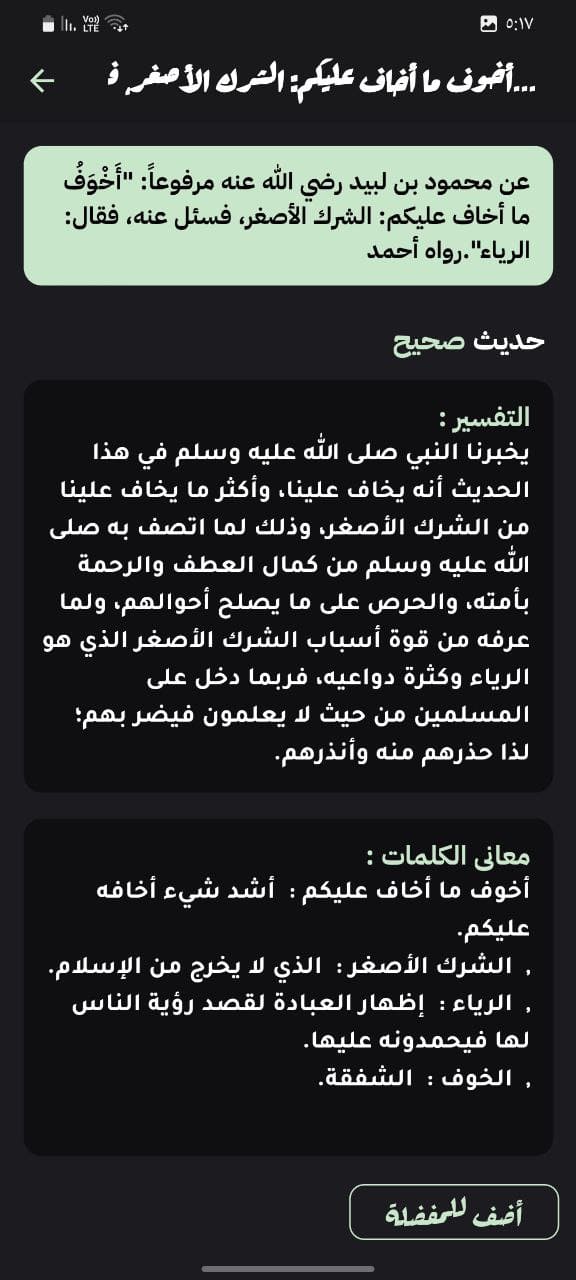 ٥:١٧
Vo))
LTE
...أخوف ما أخاف عليكم: الشرك الأصغر, ف
عن محمود بن لبيد رضي الله عنه مرفوعاً: "أَخْوَفُ
ما أخاف عليكم: الشرك الأصغر، فسئل عنه، فقال:
الرياء".رواه أحمد
حديث صحيح
التفسير :
يخبرنا النبي صلى الله عليه وسلم في هذا
الحديث أنه يخاف علينا، وأكثر ما يخاف علينا
من الشرك الأصغر، وذلك لما اتصف به صلى
الله عليه وسلم من كمال العطف والرحمة
بأمته، والحرص على ما يصلح أحوالهم، ولما
عرفه من قوة أسباب الشرك الأصغر الذي هو
الرياء وكثرة دواعيه، فربما دخل على
المسلمين من حيث لا يعلمون فيضر بهم؛
لذا حذرهم منه وأنذرهم.
معانى الكلمات :
أخوف ما أخاف عليكم : أشد شيء أخافه
عليكم.
, الشرك الأصغر : الذي لا يخرج من الإسلام.
, الرياء : إظهار العبادة لقصد رؤية الناس
لها فيحمدونه عليها.
, الخوف : الشفقة.
أضف للمفضلة